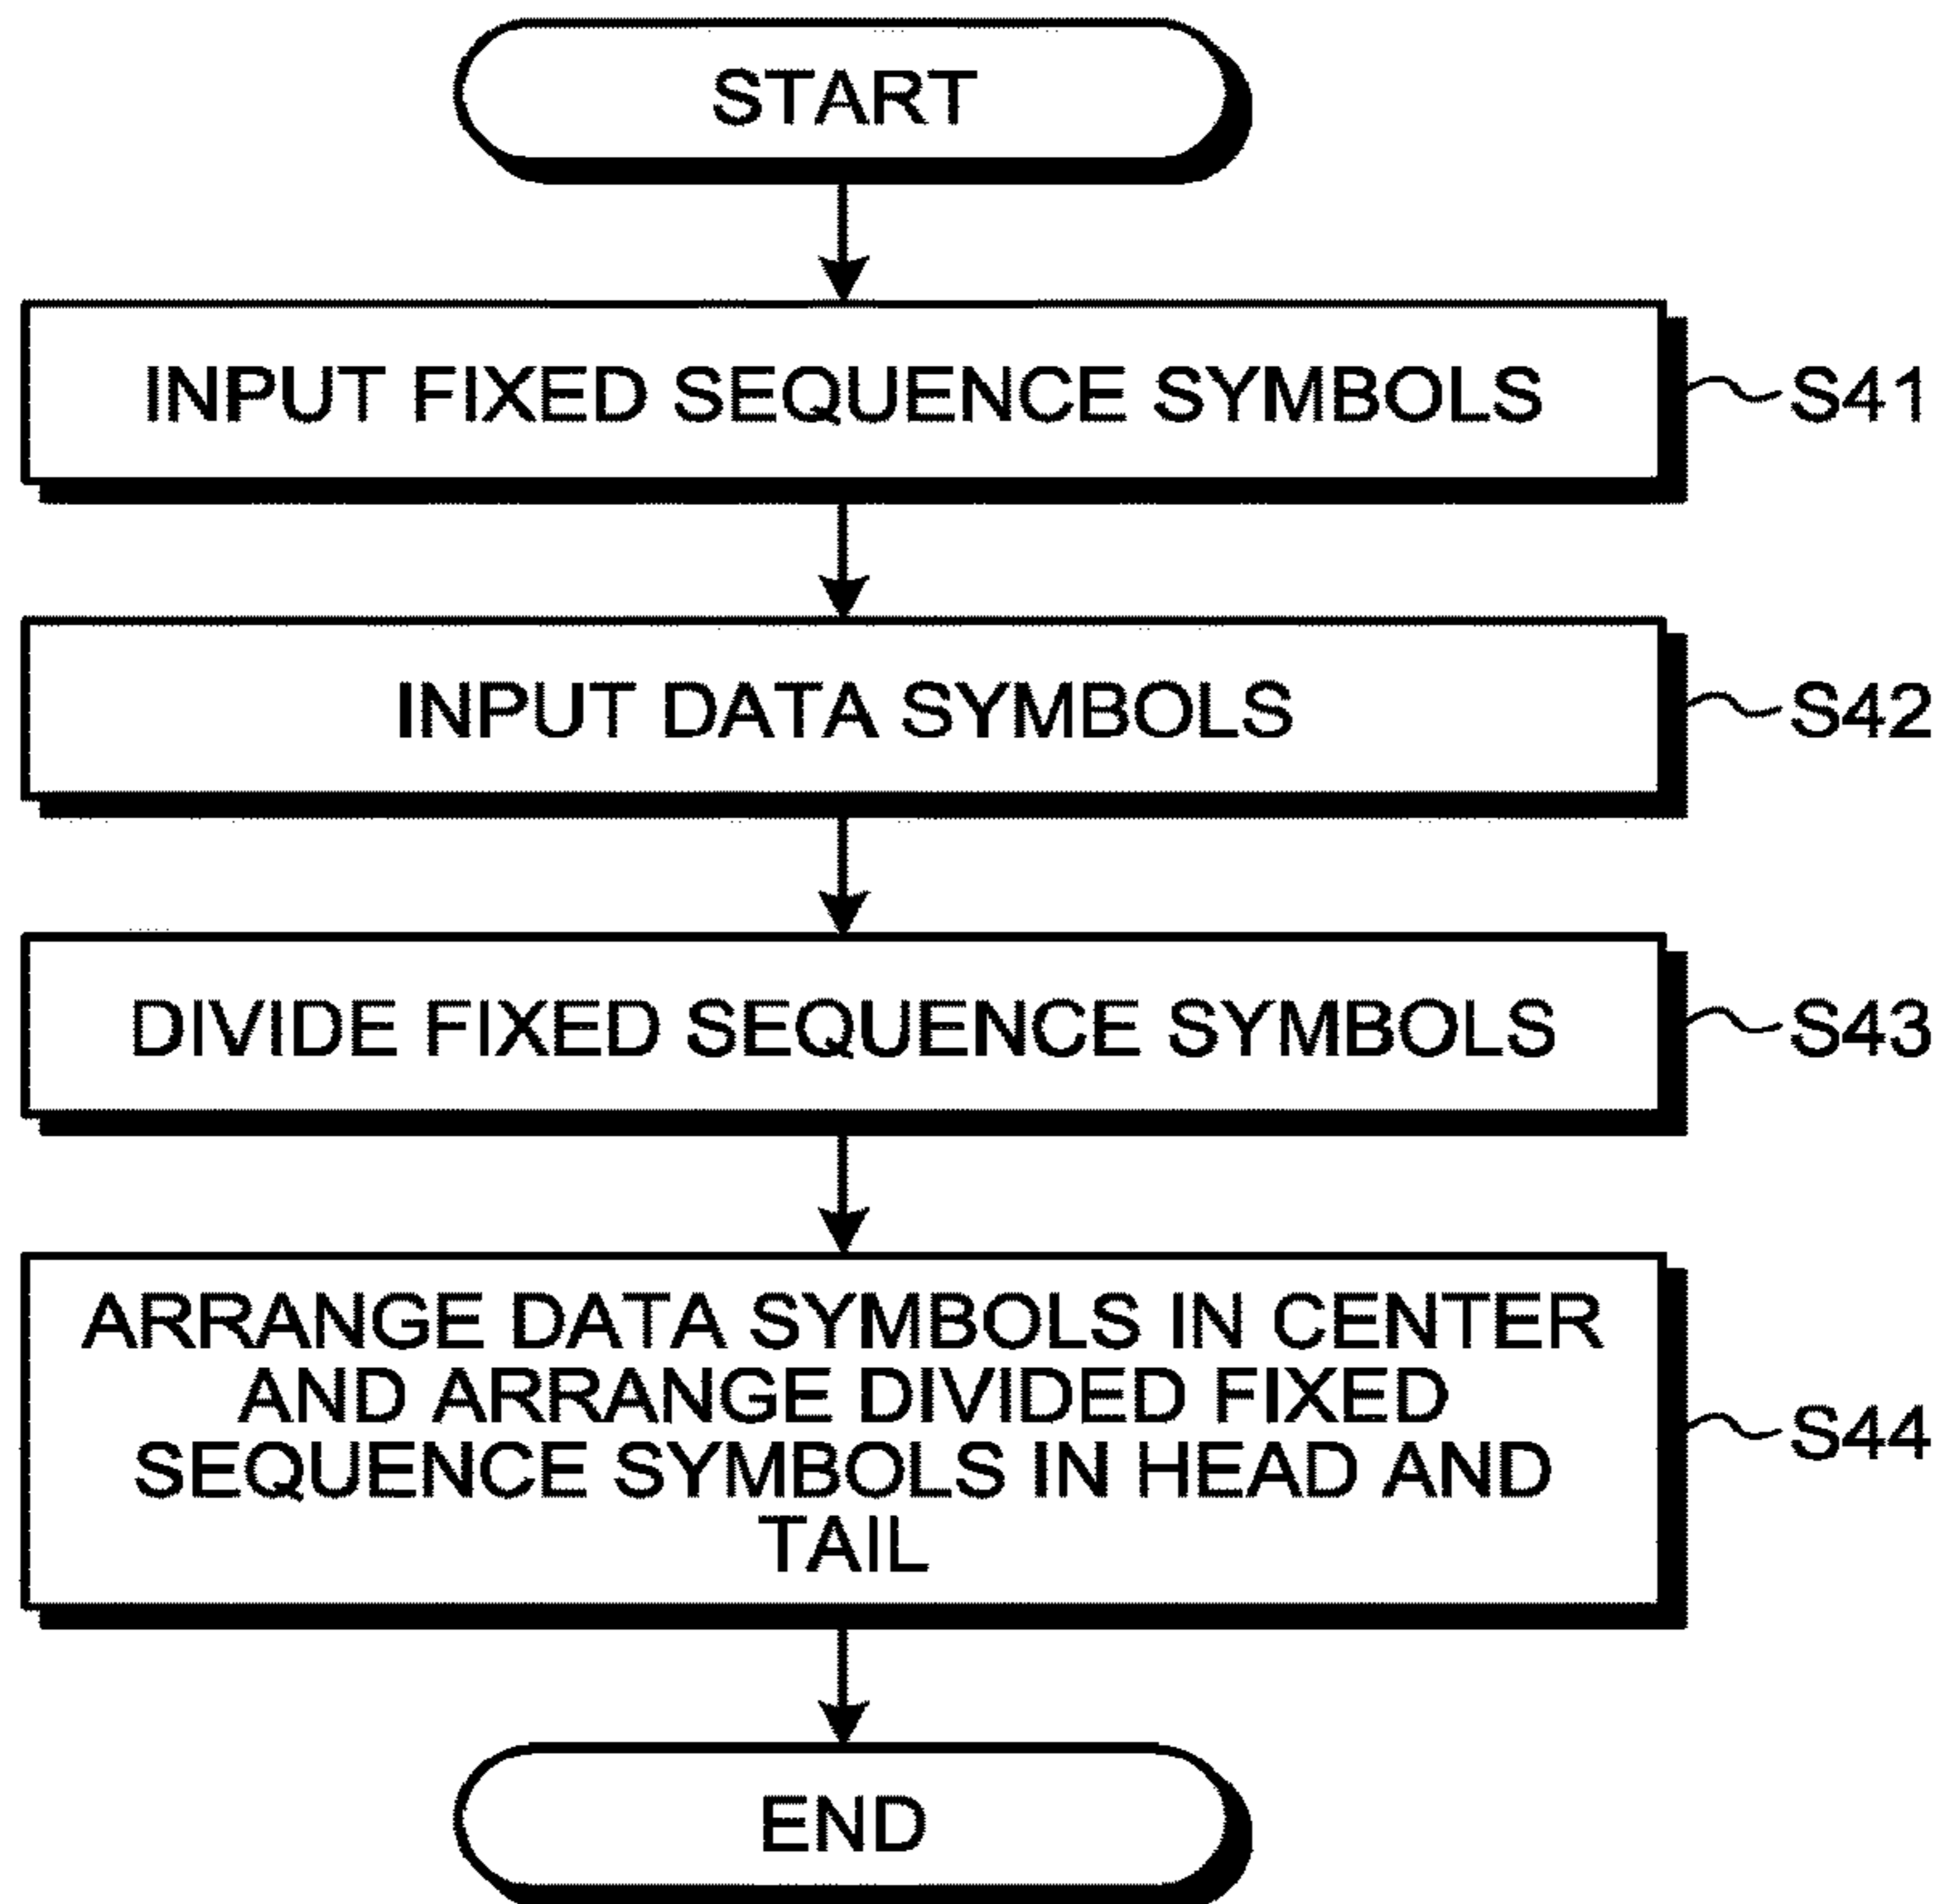 START
INPUT FIXED SEQUENCE SYMBOLS
S41
INPUT DATA SYMBOLS
S42
DIVIDE FIXED SEQUENCE SYMBOLS
S43
ARRANGE DATA SYMBOLS IN CENTER
AND ARRANGE DIVIDED FIXED
SEQUENCE SYMBOLS IN HEAD AND
TAIL
S44
END